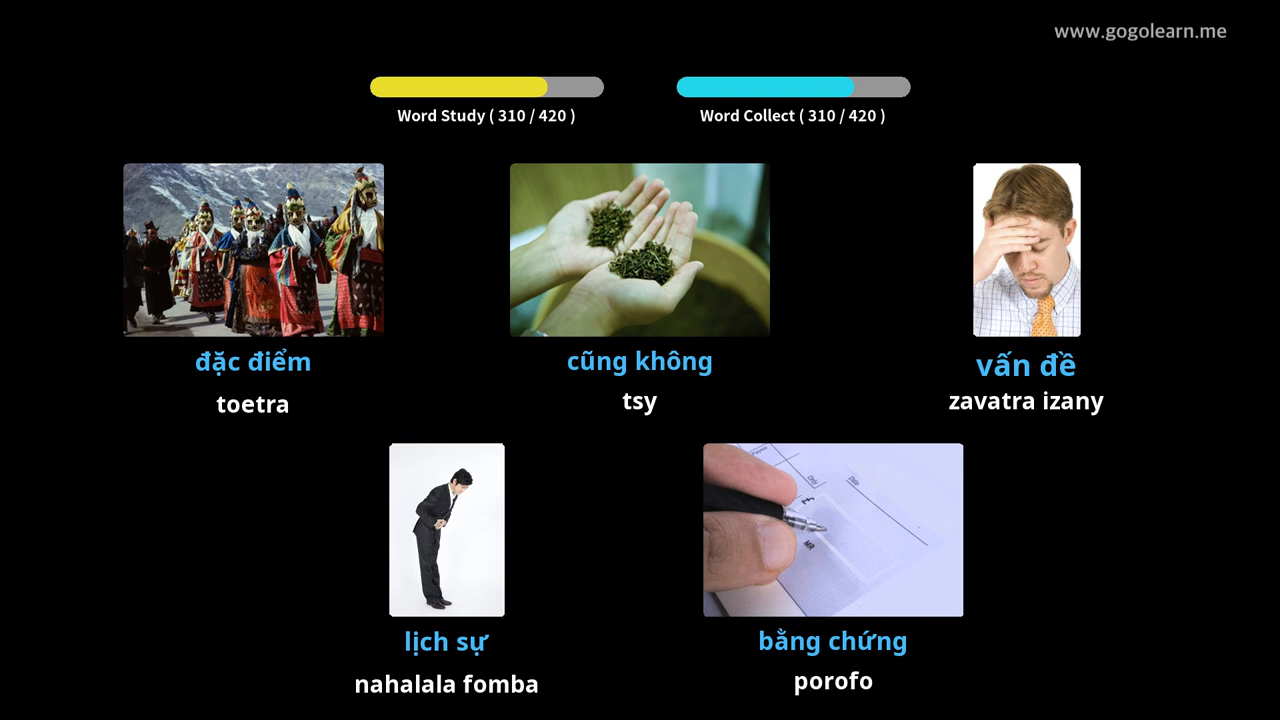 www.gogolearn.me
Word Study ( 310 / 420 )
Word Collect ( 310 / 420 )
đặc điểm
toetra
cũng không
tsy
vấn đề
zavatra izany
lịch sự
nahalala fomba
bằng chứng
porofo